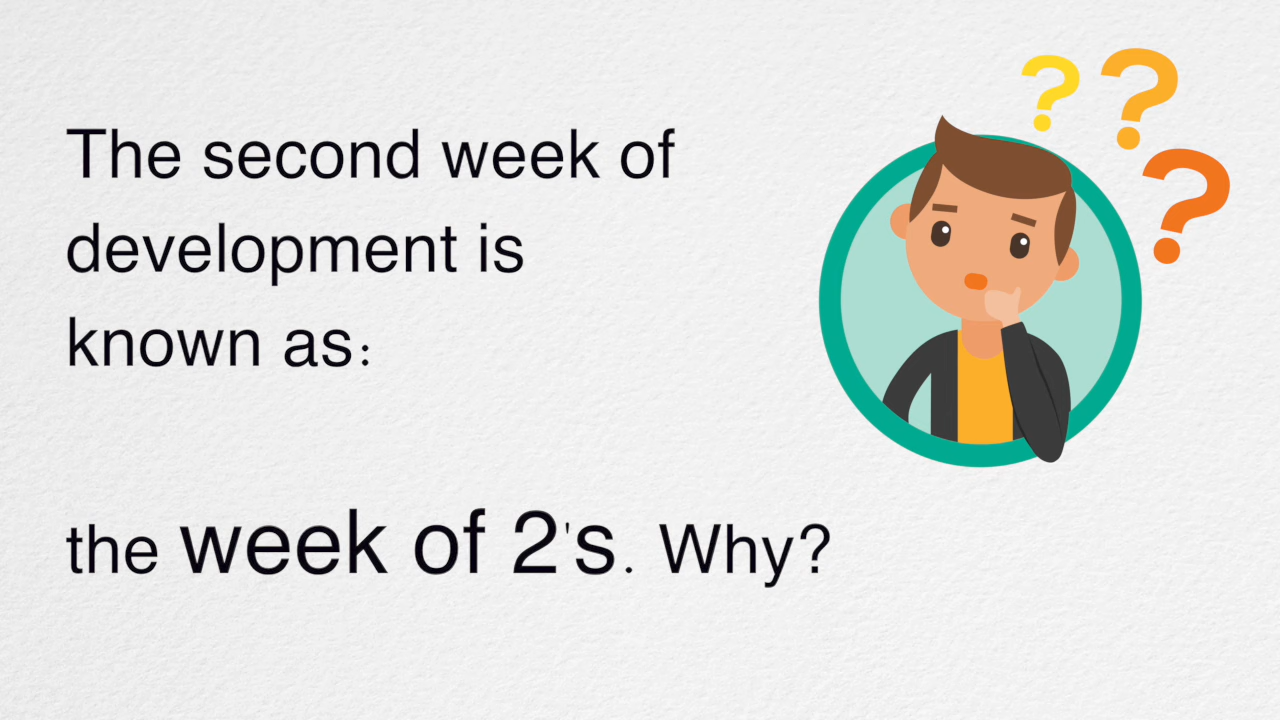 The second week of
development is
known as:
the week of 2's. Why?
? ? ?